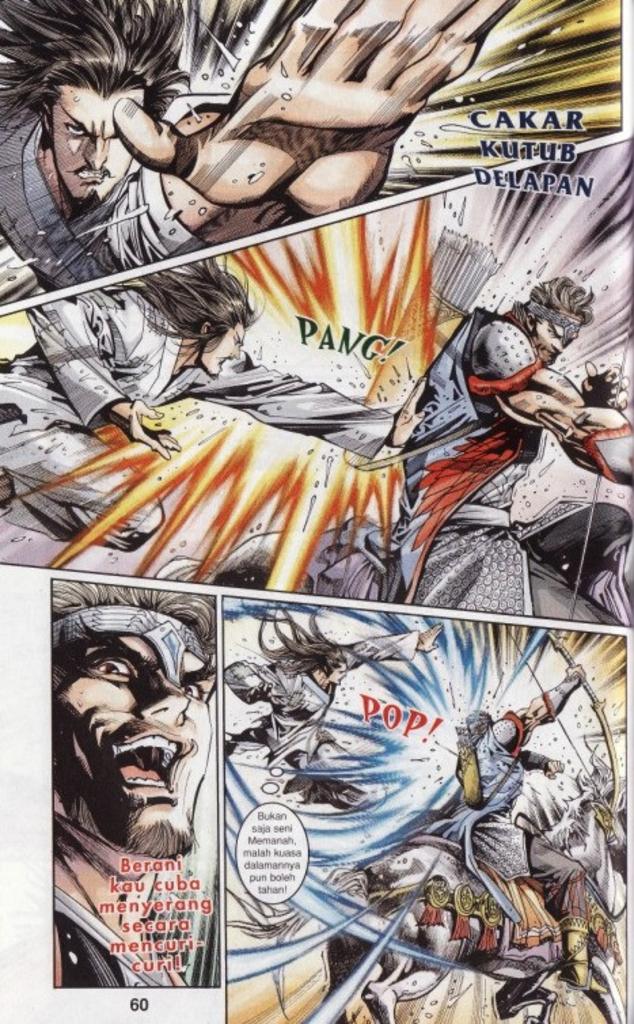 CAKAR
KUTUB
DELAPAN
PANG!
Berani
kau cuba
menyerang
secara
mencuri-
curi!
POP!
Bukan
saja seni
Memanah,
malah kuasa
dalamannya
pun boleh
tahan!
60